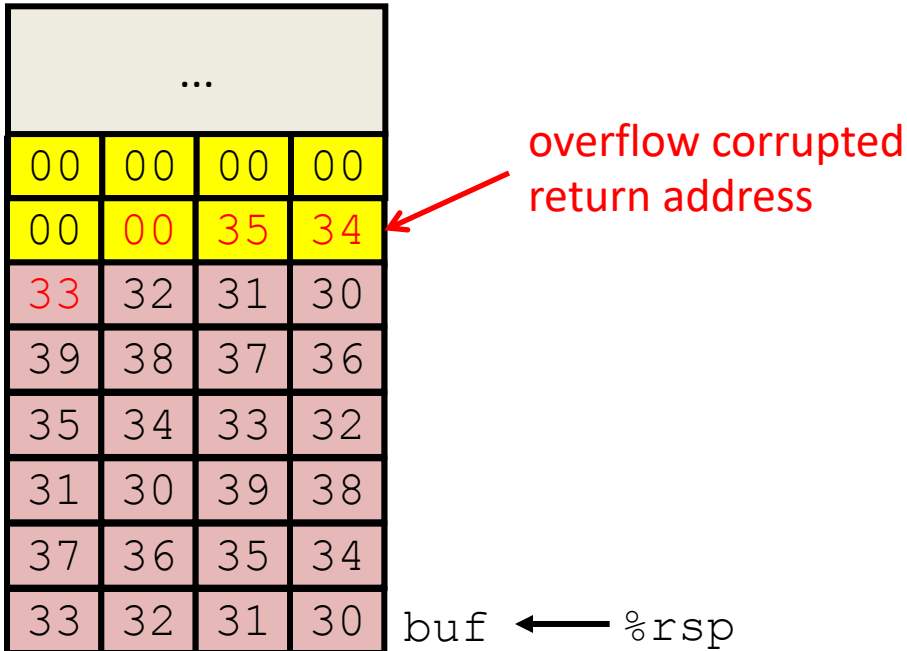 ...
00 00 00 00
00 00 35 34
33 32 31 30
39 38 37 36
35 34 33 32
31 30 39 38
37 36 35 34
33 32 31 30
overflow corrupted
return address
buf %rsp